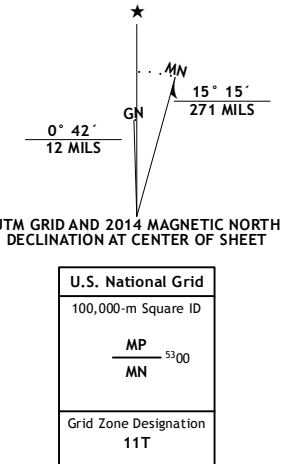 ★
MN
15° 15´
271 MILS
GN
0° 42´
12 MILS
UTM GRID AND 2014 MAGNETIC NORTH
DECLINATION AT CENTER OF SHEET
U.S. National Grid
100,000-m Square ID
MP
5300
MN
Grid Zone Designation
11T